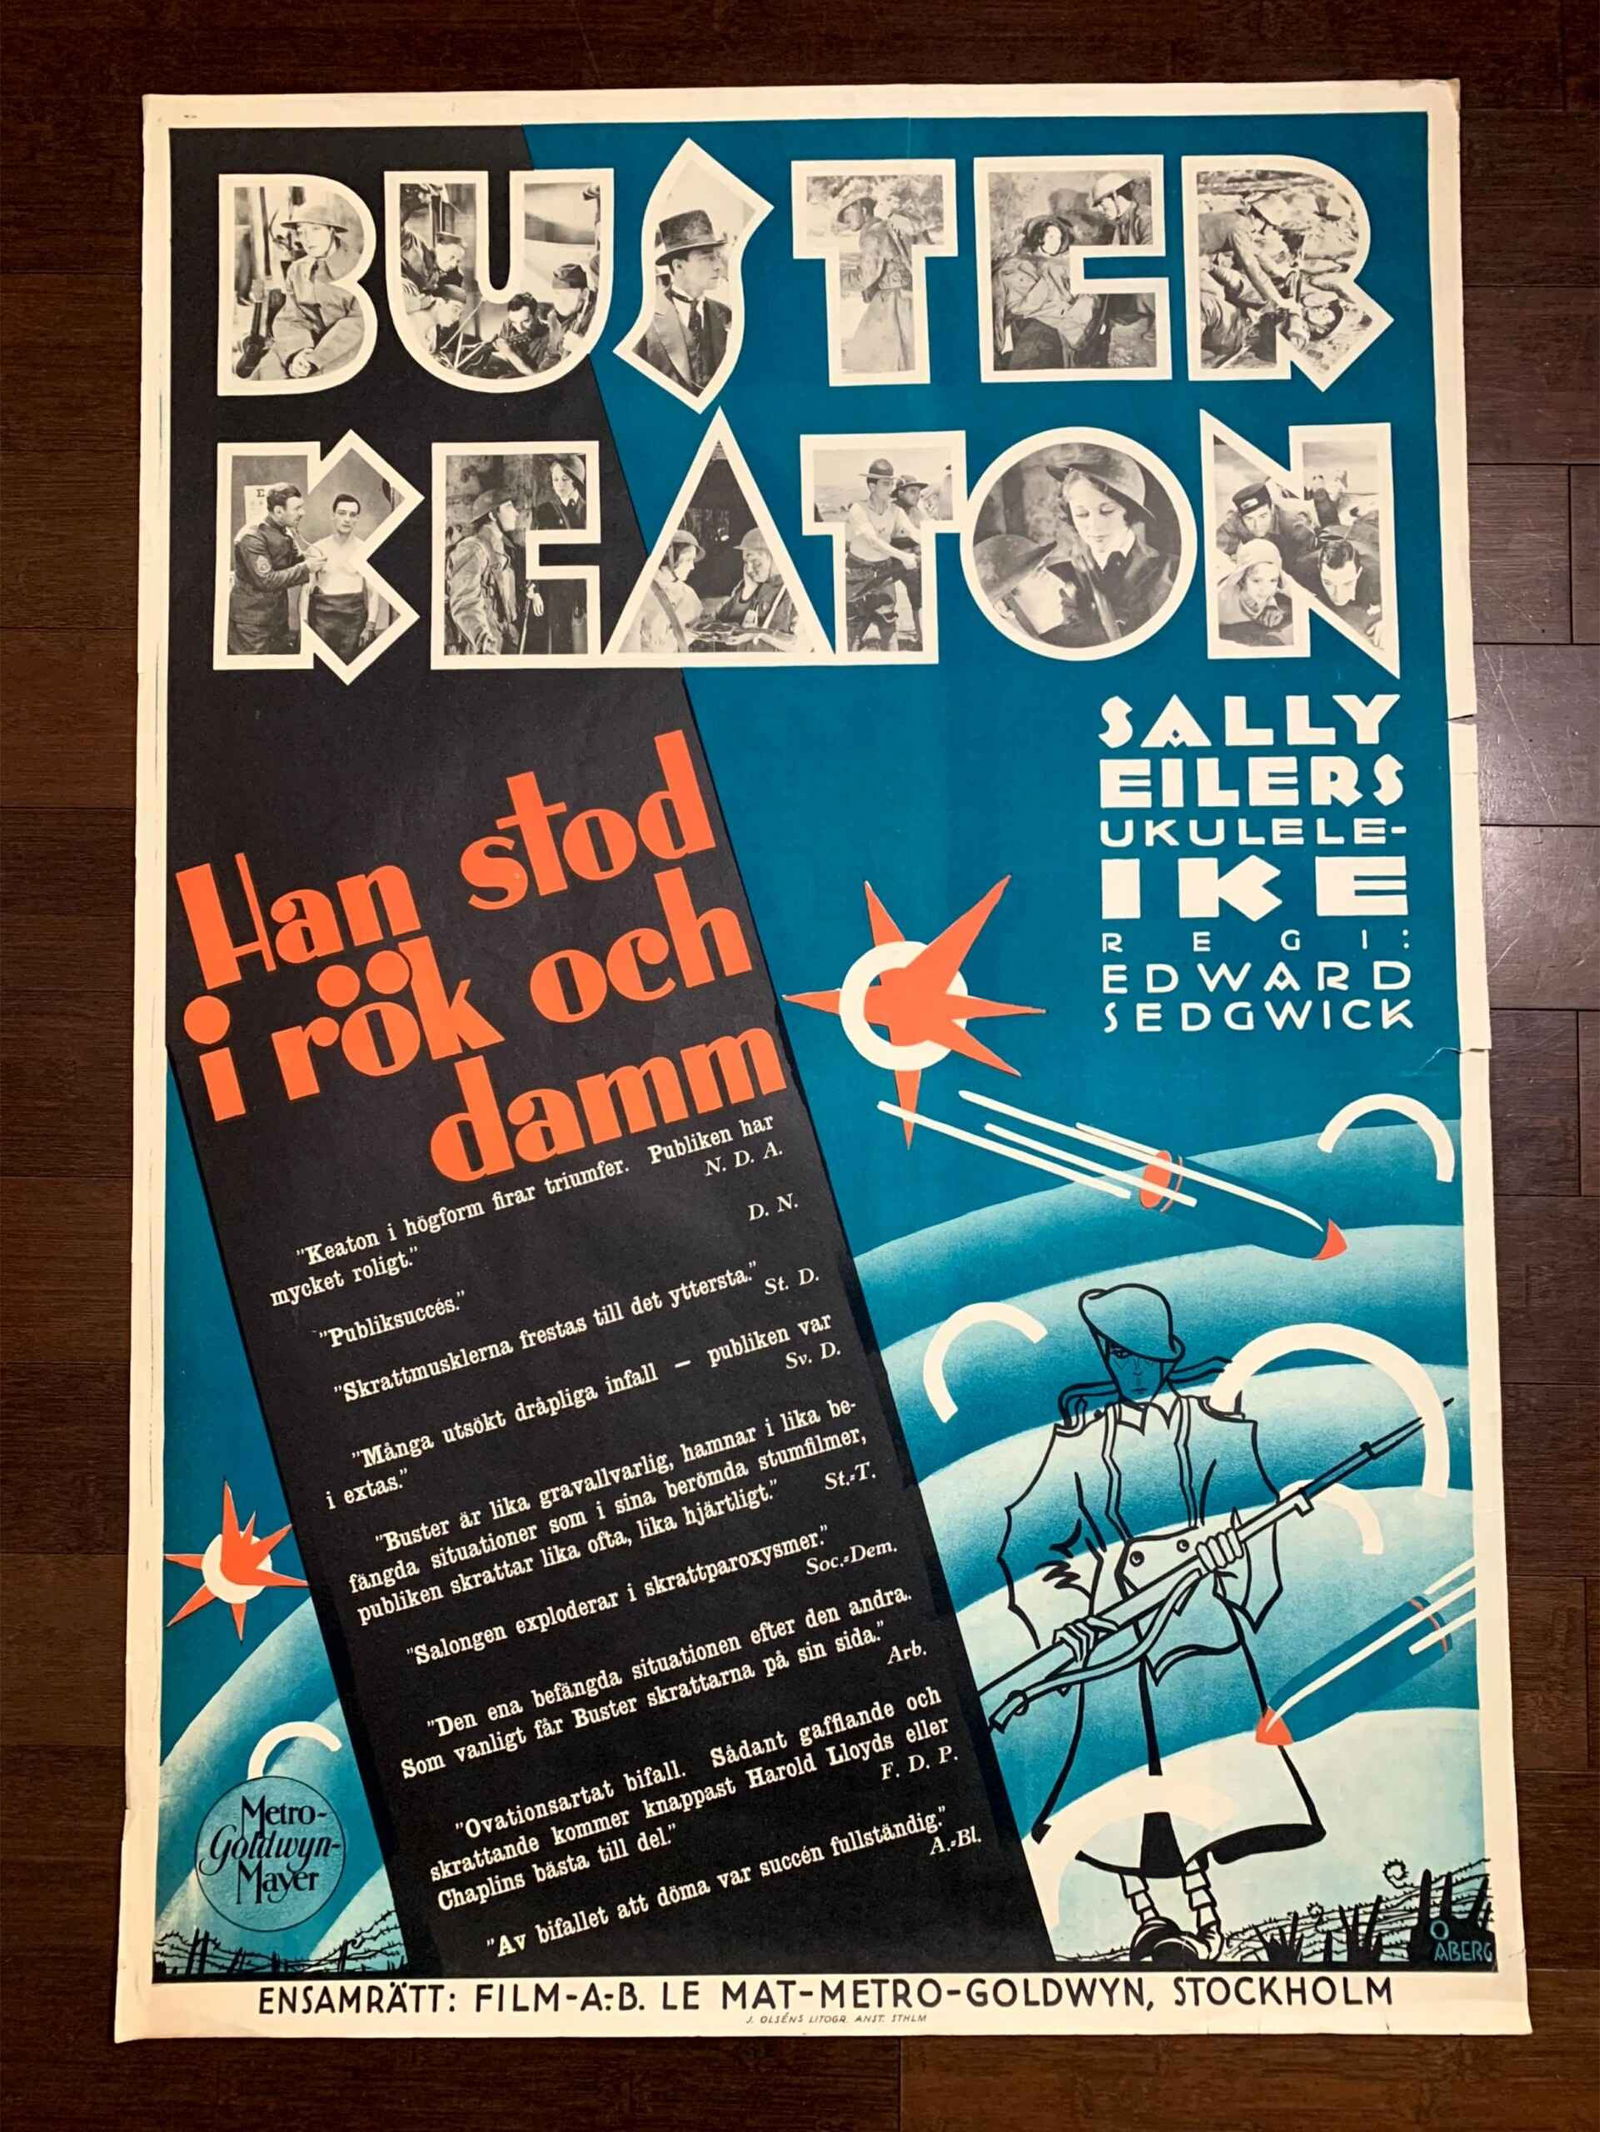 BUSTER
KEATON
SALLY
EILERS
UKULELE-
IKE
REGI:
EDWARD
SEDGWICK
Han stod
i rök och
damm
"Keaton i högform firar triumfer. Publiken har
mycket roligt."
N. D. A.
"Publiksuccés."
D. N.
"Skrattmusklerna frestas till det yttersta."
St. D.
"Många utsökt dråpliga infall — publiken var
i extas."
Sv. D.
"Buster är lika gravallvarlig, hamnar i lika be-
fängda situationer som i sina berömda stumfilmer,
publiken skrattar lika ofta, lika hjärtligt."
St.-T.
"Salongen exploderar i skrattparoxysmer."
Soc.-Dem.
"Den ena befängda situationen efter den andra.
Som vanligt får Buster skrattarna på sin sida."
Arb.
"Ovationsartat bifall. Sådant gafflande och
skrattande kommer knappast Harold Lloyds eller
Chaplins bästa till del."
F. D. P.
"Av bifallet att döma var succén fullständig."
A.-Bl.
Metro-
Goldwyn-
Mayer
ÅBERG
ENSAMRÄTT: FILM-A.-B. LE MAT-METRO-GOLDWYN, STOCKHOLM
J. OLSÉNS LITOGR. ANST. STHLM